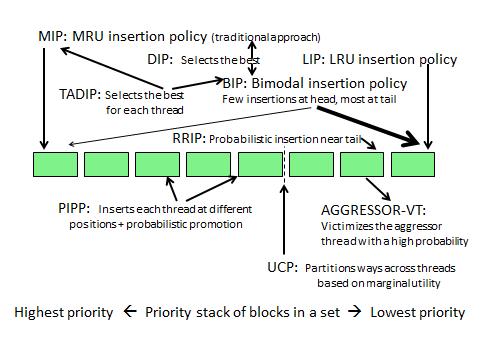 MIP: MRU insertion policy (traditional approach)
DIP: Selects the best
LIP: LRU insertion policy
BIP: Bimodal insertion policy
Few insertions at head, most at tail
TADIP: Selects the best
for each thread
RRIP: Probabilistic insertion near tail
PIPP: Inserts each thread at different
positions + probabilistic promotion
AGGRESSOR-VT:
Victimizes the aggressor
thread with a high probability
UCP: Partitions ways across threads
based on marginal utility
Highest priority ← Priority stack of blocks in a set → Lowest priority